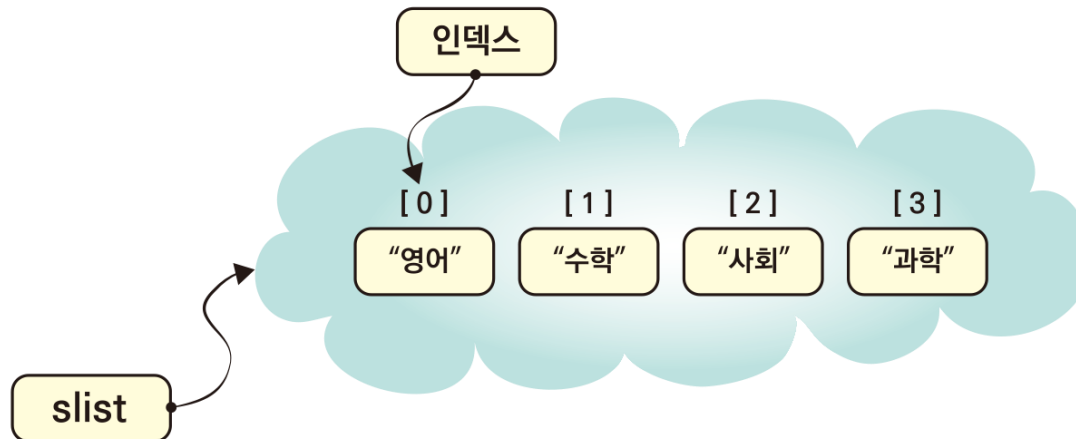 인덱스
[ 0 ] [ 1 ] [ 2 ] [ 3 ]
“영어” “수학” “사회” “과학”
slist